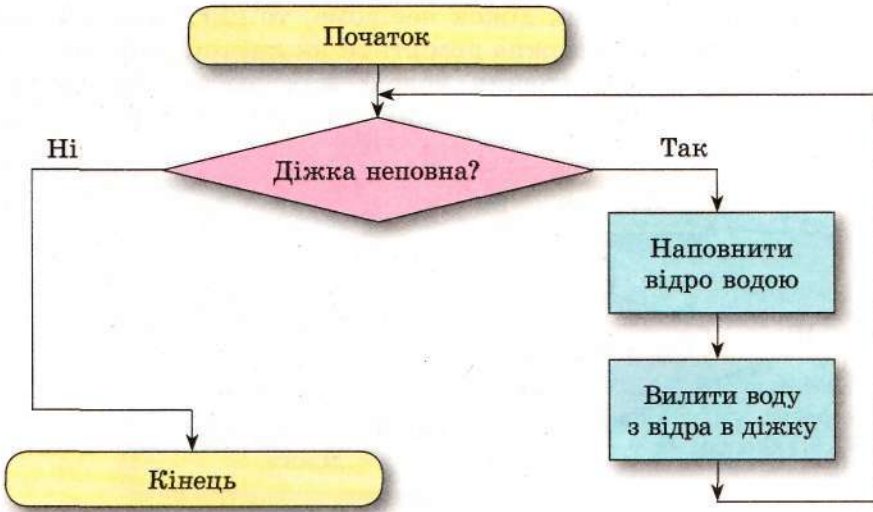 Початок
Ні
Діжка неповна?
Так
Наповнити
відро водою
Вилити воду
з відра в діжку
Кінець